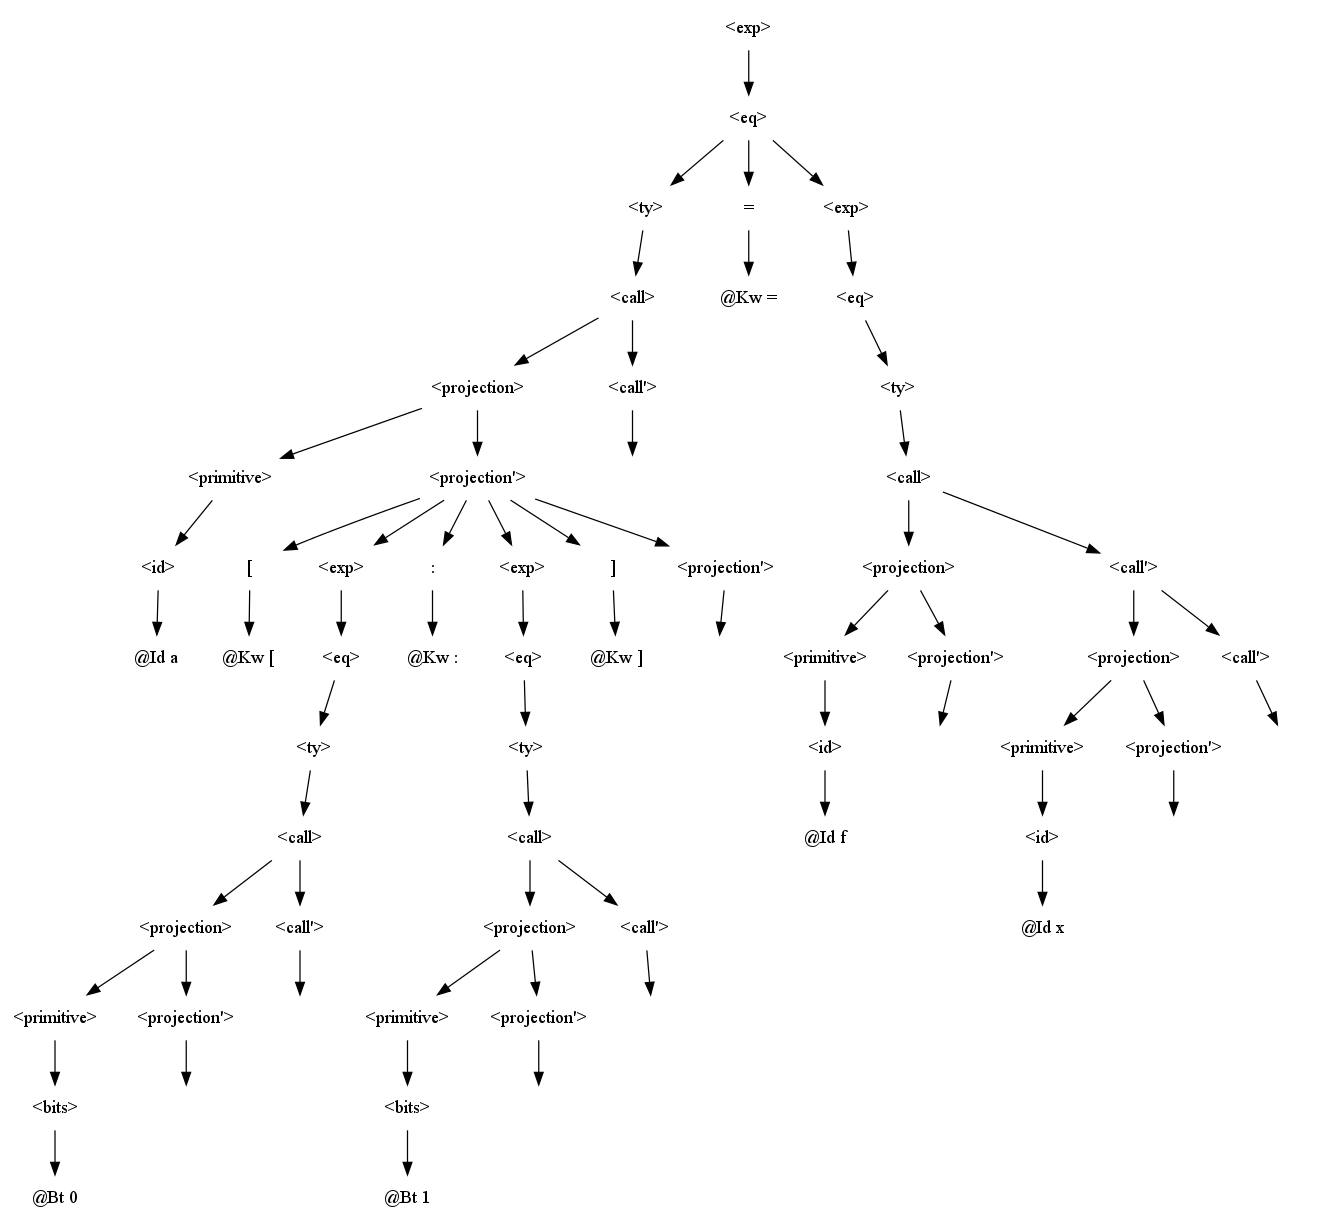 <exp>
<eq>
<ty> = <exp>
<call> @Kw = <eq>
<projection> <call'> <ty>
<primitive> <projection'> <call>
<id> [ <exp> : <exp> ] <projection'> <projection> <call'>
@Id a @Kw [ <eq> @Kw : <eq> @Kw ] <primitive> <projection'> <projection> <call'>
<ty> <ty> <id> <primitive> <projection'>
<call> <call> @Id f <id>
<projection> <call'> <projection> <call'> @Id x
<primitive> <projection'> <primitive> <projection'>
<bits> <bits>
@Bt 0 @Bt 1